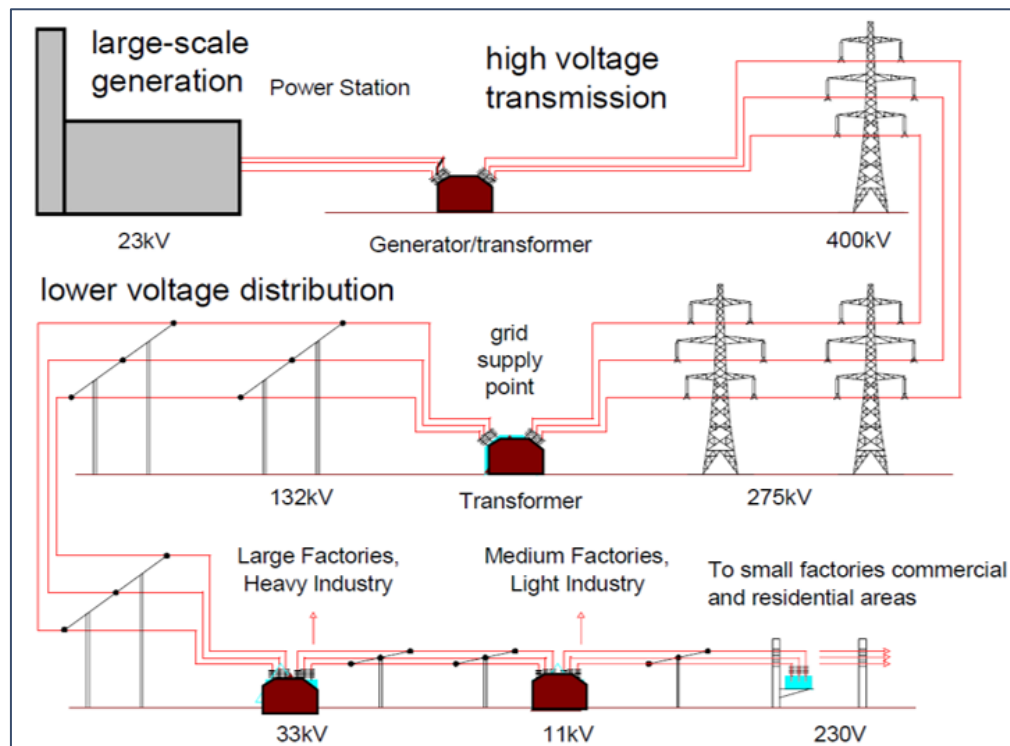 large-scale
generation
Power Station
high voltage
transmission
23kV
Generator/transformer
400kV
lower voltage distribution
grid
supply
point
132kV
Transformer
275kV
Large Factories,
Heavy Industry
Medium Factories,
Light Industry
To small factories commercial
and residential areas
33kV
11kV
230V